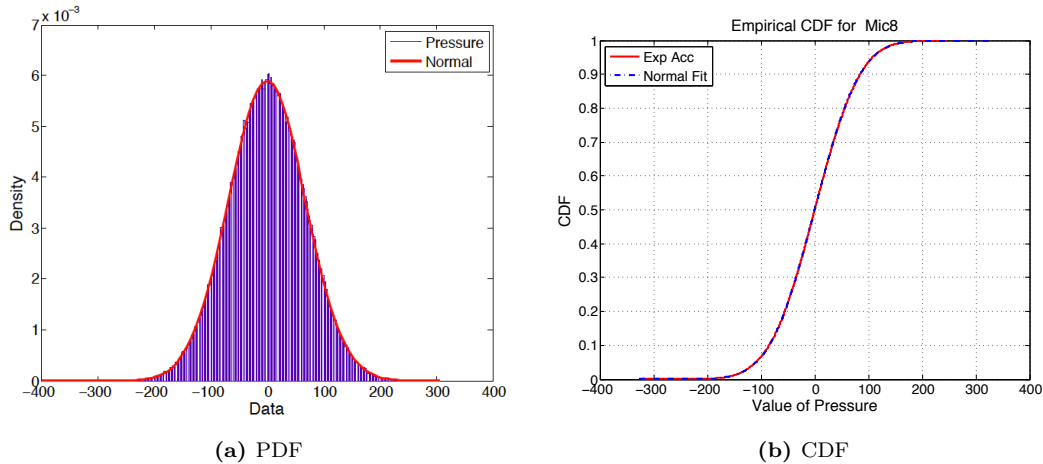 7 × 10⁻³
6
5
4
3
2
1
0
Density
−400 −300 −200 −100 0 100 200 300 400
Data
Pressure
Normal
(a) PDF
Empirical CDF for Mic8
1
0.9
0.8
0.7
0.6
0.5
0.4
0.3
0.2
0.1
0
CDF
−400 −300 −200 −100 0 100 200 300 400
Value of Pressure
Exp Acc
Normal Fit
(b) CDF